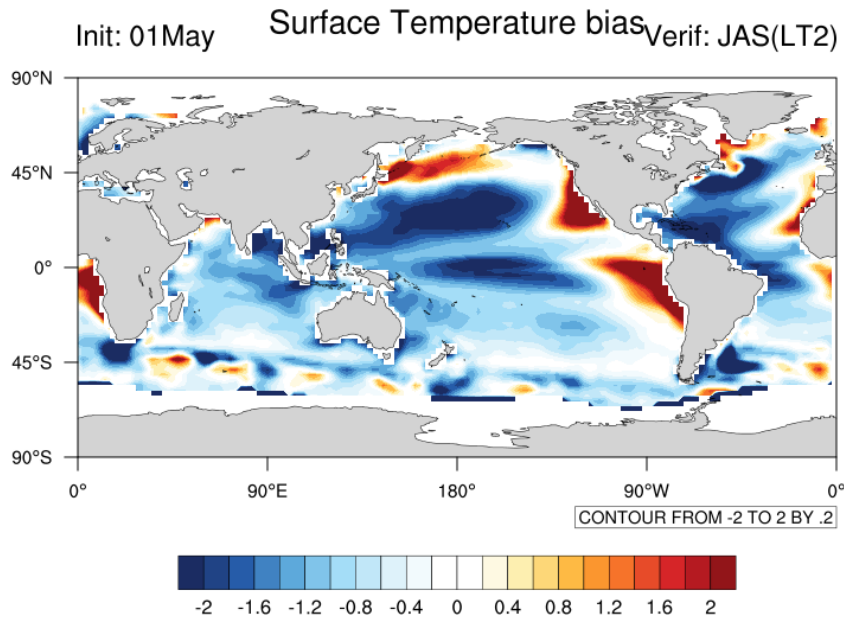 Surface Temperature bias
Init: 01May
Verif: JAS(LT2)
90°N
45°N
0°
45°S
90°S
0°
90°E
180°
90°W
0°
CONTOUR FROM -2 TO 2 BY .2
-2 -1.6 -1.2 -0.8 -0.4 0 0.4 0.8 1.2 1.6 2